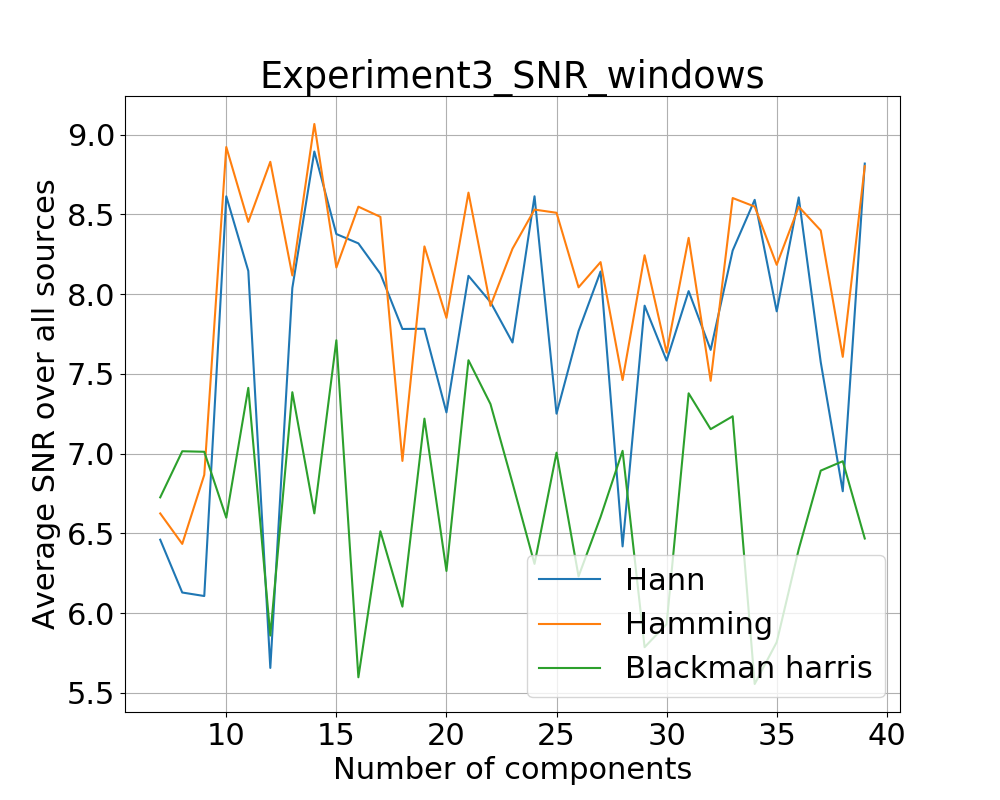 Experiment3_SNR_windows
Average SNR over all sources
9.0
8.5
8.0
7.5
7.0
6.5
6.0
5.5
Hann
Hamming
Blackman harris
10 15 20 25 30 35 40
Number of components